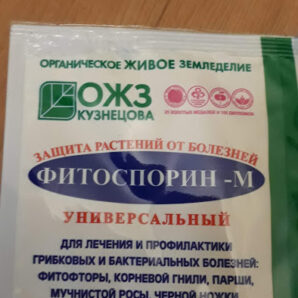 ОРГАНИЧЕСКОЕ ЖИВОЕ ЗЕМЛЕДЕЛИЕ
ОЖЗ
КУЗНЕЦОВА
ЗАЩИТА РАСТЕНИЙ ОТ БОЛЕЗНЕЙ
ФИТОСПОРИН -М
УНИВЕРСАЛЬНЫЙ
ДЛЯ ЛЕЧЕНИЯ И ПРОФИЛАКТИКИ
ГРИБКОВЫХ И БАКТЕРИАЛЬНЫХ БОЛЕЗНЕЙ:
ФИТОФТОРЫ, КОРНЕВОЙ ГНИЛИ, ПАРШИ,
МУЧНИСТОЙ РОСЫ, ЧЕРНОЙ НОЖКИ